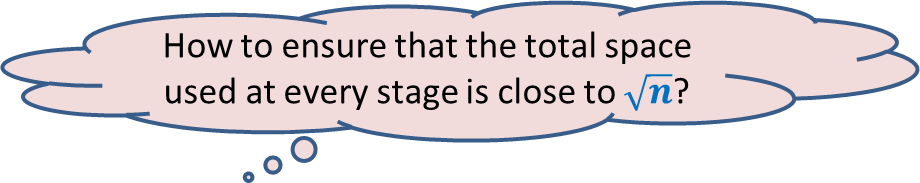 How to ensure that the total space
used at every stage is close to √n?